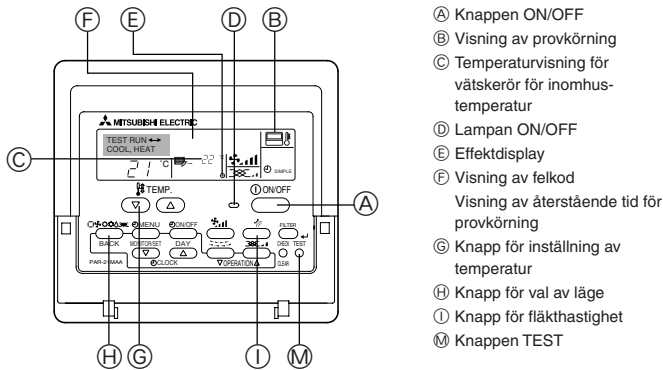 Ⓕ Ⓔ Ⓓ Ⓑ
MITSUBISHI ELECTRIC
TEST RUN
COOL, HEAT
Ⓒ
21 °C
22 °C
SIMPLE
TEMP.
ON/OFF
Ⓐ
MENU
ON/OFF
FILTER
BACK
MONITOR/SET
DAY
CHECK TEST
PAR-21MAA
CLOCK
OPERATION
CLEAR
Ⓗ Ⓖ Ⓘ Ⓜ
Ⓐ Knappen ON/OFF
Ⓑ Visning av provkörning
Ⓒ Temperaturvisning för
vätskerör för inomhus-
temperatur
Ⓓ Lampan ON/OFF
Ⓔ Effektdisplay
Ⓕ Visning av felkod
Visning av återstående tid för
provkörning
Ⓖ Knapp för inställning av
temperatur
Ⓗ Knapp för val av läge
Ⓘ Knapp för fläkthastighet
Ⓜ Knappen TEST